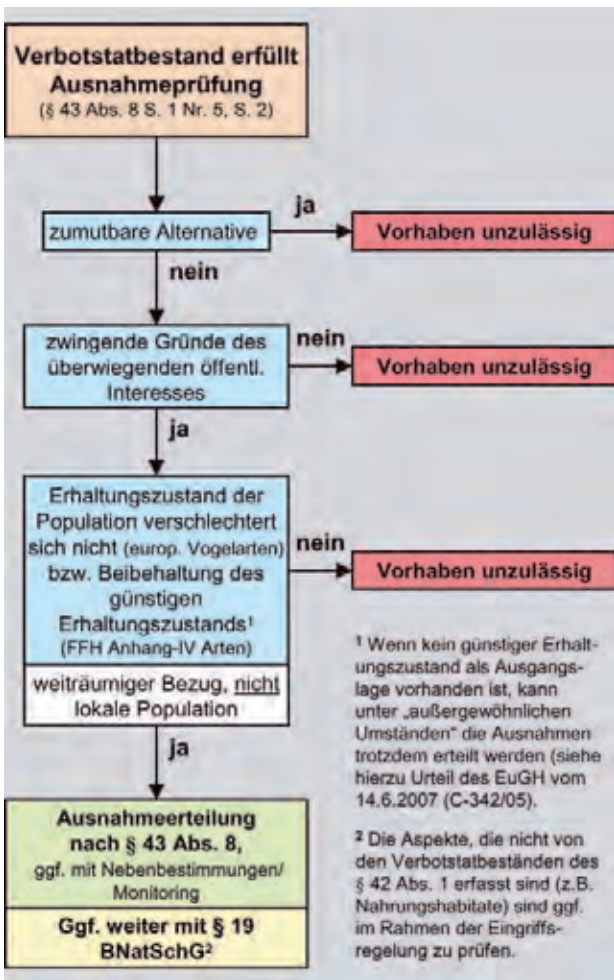 Verbotstatbestand erfüllt
Ausnahmeprüfung
(§ 43 Abs. 8 S. 1 Nr. 5, S. 2)
ja
zumutbare Alternative
Vorhaben unzulässig
nein
zwingende Gründe des
überwiegenden öffentl.
Interesses
nein
Vorhaben unzulässig
ja
Erhaltungszustand der
Population verschlechtert
sich nicht (europ. Vogelarten)
bzw. Beibehaltung des
günstigen
Erhaltungszustands¹
(FFH Anhang-IV Arten)
nein
Vorhaben unzulässig
weiträumiger Bezug, nicht
lokale Population
ja
Ausnahmeerteilung
nach § 43 Abs. 8,
ggf. mit Nebenbestimmungen/
Monitoring
Ggf. weiter mit § 19
BNatSchG²
¹ Wenn kein günstiger Erhalt-
ungszustand als Ausgangs-
lage vorhanden ist, kann
unter „außergewöhnlichen
Umständen“ die Ausnahmen
trotzdem erteilt werden (siehe
hierzu Urteil des EuGH vom
14.6.2007 (C-342/05).
² Die Aspekte, die nicht von
den Verbotstatbeständen des
§ 42 Abs. 1 erfasst sind (z.B.
Nahrungshabitate) sind ggf.
im Rahmen der Eingriffs-
regelung zu prüfen.